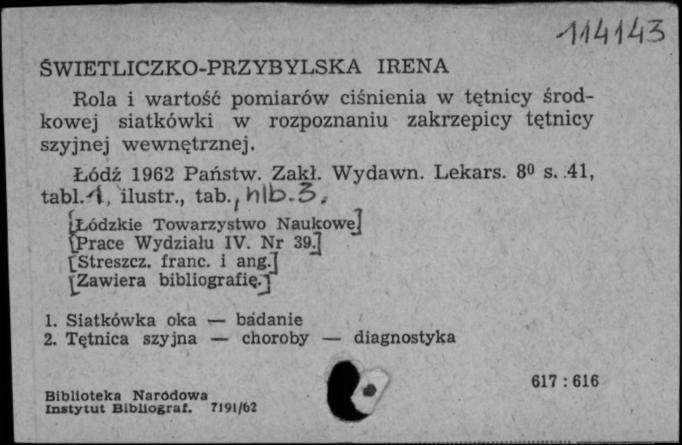 114143
ŚWIETLICZKO-PRZYBYLSKA IRENA
Rola i wartość pomiarów ciśnienia w tętnicy środ-
kowej siatkówki w rozpoznaniu zakrzepicy tętnicy
szyjnej wewnętrznej.
Łódź 1962 Państw. Zakł. Wydawn. Lekars. 8⁰ s. 41,
tabl. 1, ilustr., tab., nlb. 3.
[Łódzkie Towarzystwo Naukowe]
[Prace Wydziału IV. Nr 39.]
[Streszcz. franc. i ang.]
[Zawiera bibliografię.]
1. Siatkówka oka — badanie
2. Tętnica szyjna — choroby — diagnostyka
617 : 616
Biblioteka Narodowa
Instytut Bibliograf. 7191/62